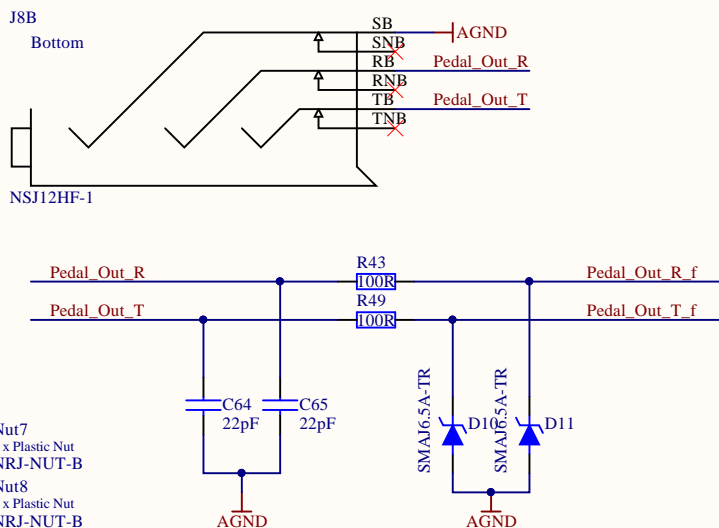 J8B
Bottom
SB
AGND
SNB
RB
Pedal_Out_R
RNB
TB
Pedal_Out_T
TNB
NSJ12HF-1
Pedal_Out_R
R43
100R
Pedal_Out_R_f
Pedal_Out_T
R49
100R
Pedal_Out_T_f
C64
22pF
C65
22pF
SMAJ6.5A-TR
D10
SMAJ6.5A-TR
D11
Nut7
x Plastic Nut
NRJ-NUT-B
Nut8
x Plastic Nut
NRJ-NUT-B
AGND
AGND